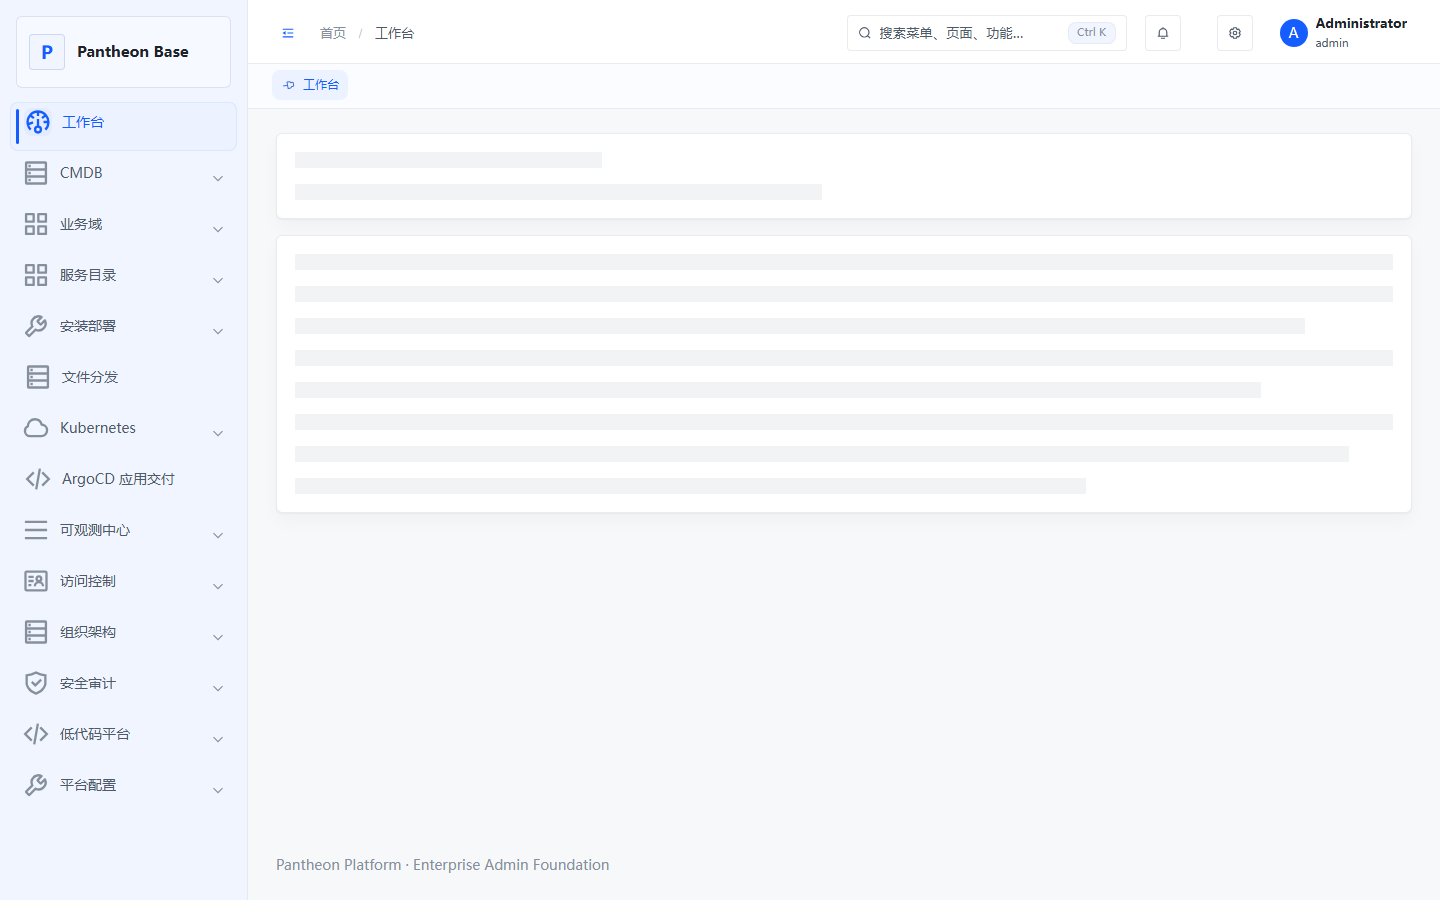 P Pantheon Base
首页 / 工作台
搜索菜单、页面、功能... Ctrl K
A Administrator
admin
工作台
工作台
CMDB
业务域
服务目录
安装部署
文件分发
Kubernetes
ArgoCD 应用交付
可观测中心
访问控制
组织架构
安全审计
低代码平台
平台配置
Pantheon Platform · Enterprise Admin Foundation